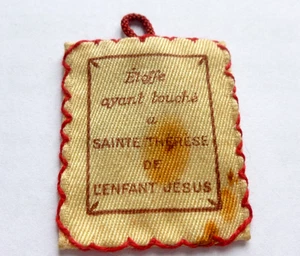 Étoffe
ayant touché
à
SAINTE THÉRÈSE
DE
L'ENFANT JÉSUS